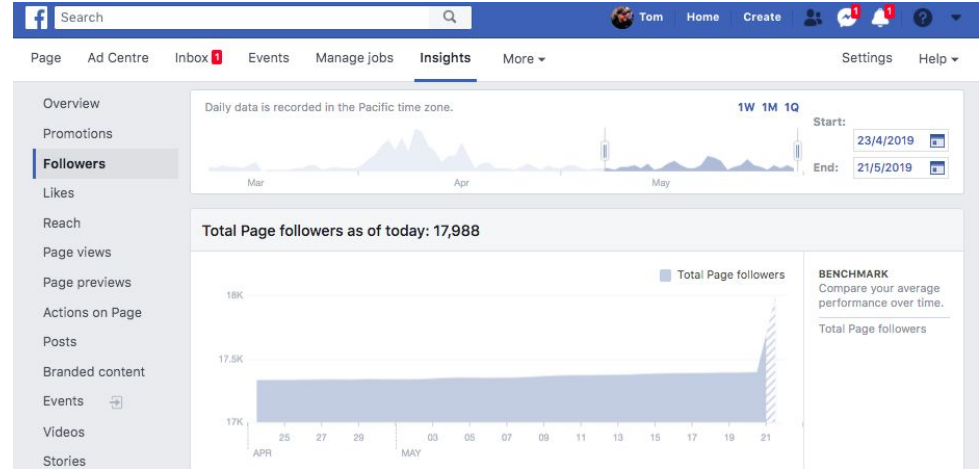 f Search Tom Home Create 1 1 ?
Page Ad Centre Inbox 1 Events Manage jobs Insights More Settings Help
Overview
Promotions
Followers
Likes
Reach
Page views
Page previews
Actions on Page
Posts
Branded content
Events
Videos
Stories
Daily data is recorded in the Pacific time zone.
1W 1M 1Q
Start:
23/4/2019
End:
21/5/2019
Mar Apr May
Total Page followers as of today: 17,988
Total Page followers
18K
17.5K
17K
25 27 29 03 05 07 09 11 13 15 17 19 21
APR MAY
BENCHMARK
Compare your average
performance over time.
Total Page followers